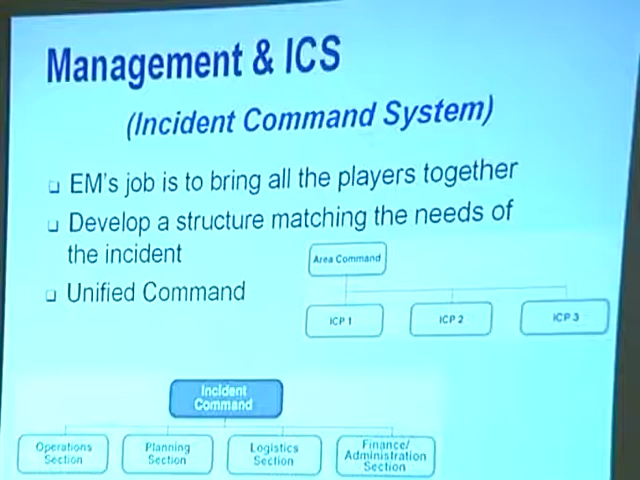 Management & ICS
(Incident Command System)
EM's job is to bring all the players together
Develop a structure matching the needs of
the incident
Unified Command
Area Command
ICP 1
ICP 2
ICP 3
Incident
Command
Operations
Section
Planning
Section
Logistics
Section
Finance/
Administration
Section